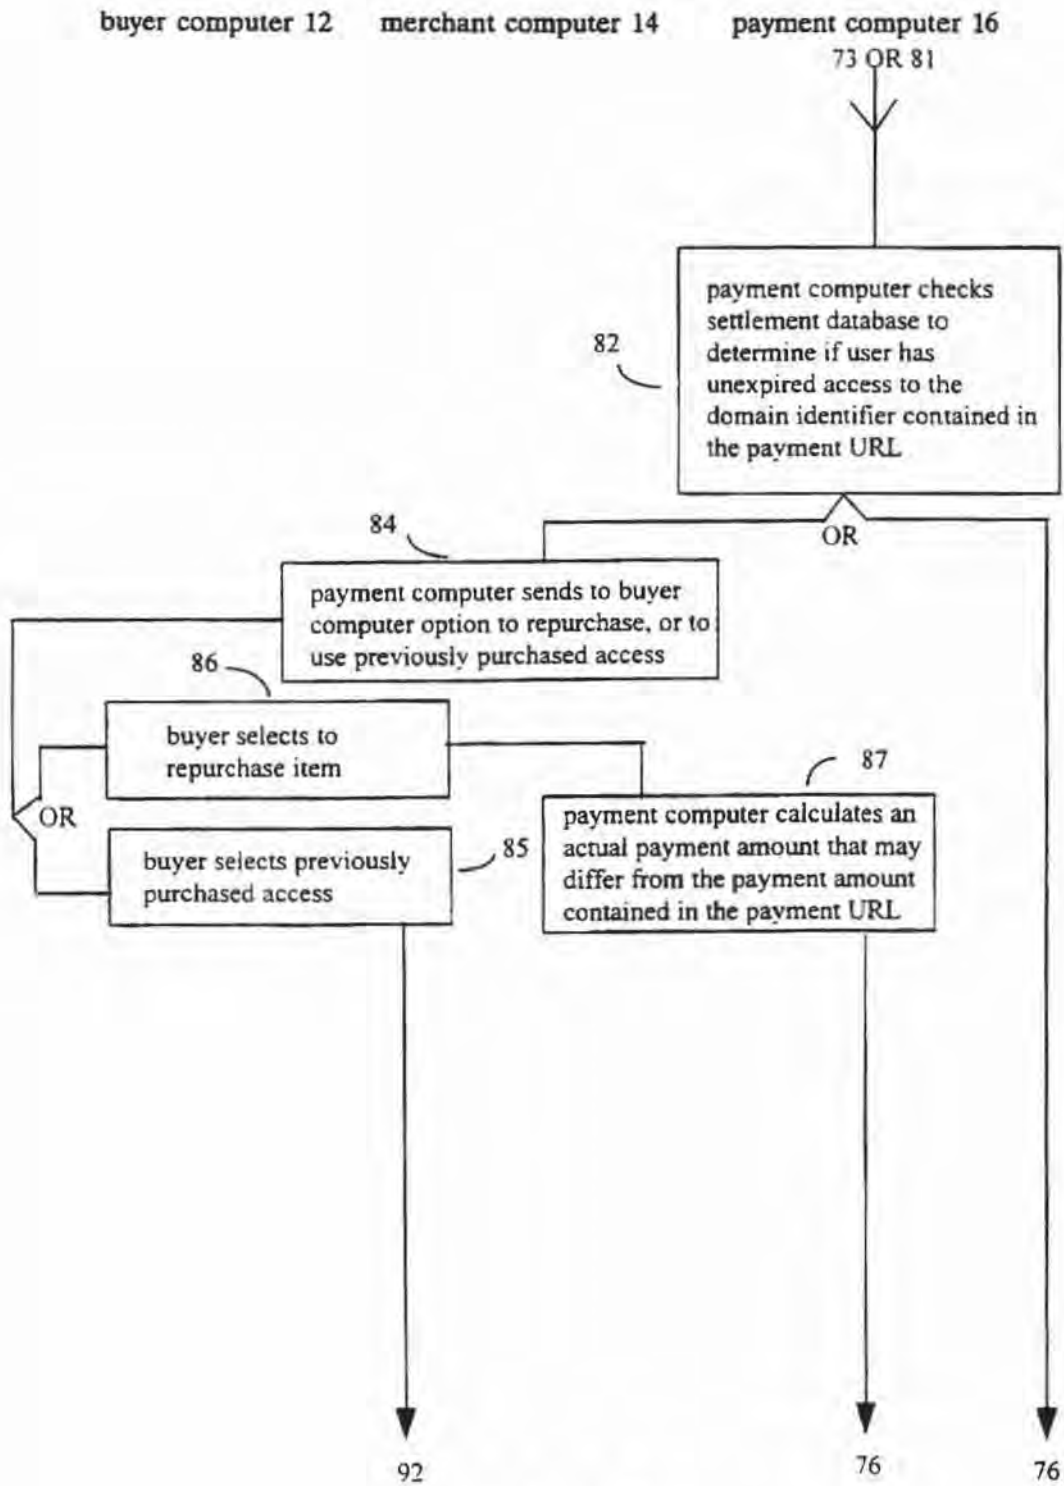 buyer computer 12 merchant computer 14 payment computer 16
73 OR 81
payment computer checks
settlement database to
determine if user has
unexpired access to the
domain identifier contained in
the payment URL
82
OR
84
payment computer sends to buyer
computer option to repurchase, or to
use previously purchased access
86
buyer selects to
repurchase item
87
OR
payment computer calculates an
actual payment amount that may
differ from the payment amount
contained in the payment URL
buyer selects previously
purchased access
85
92
76
76